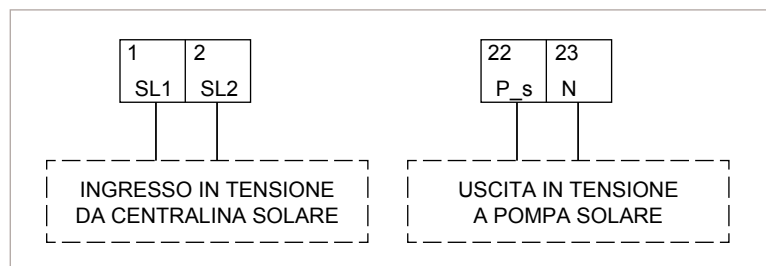 1 2
SL1 SL2
22 23
P_s N
INGRESSO IN TENSIONE
DA CENTRALINA SOLARE
USCITA IN TENSIONE
A POMPA SOLARE